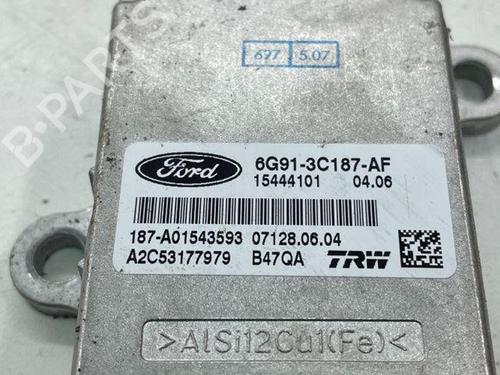 697 5.07
Ford 6G91-3C187-AF
15444101 04.06
187-A01543593 07128.06.04
A2C53177979 B47QA TRW
>AlSi12Cu1(Fe)<
B-PARTS